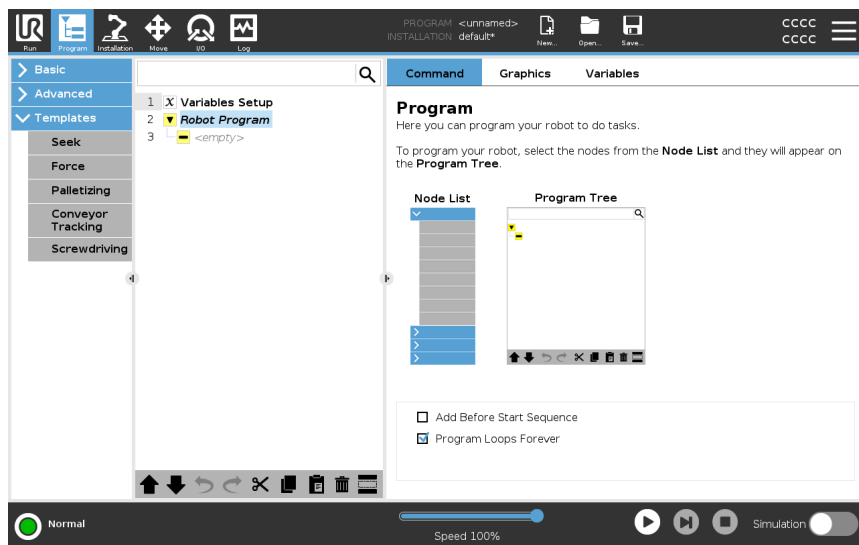 PROGRAM <unnamed>
INSTALLATION default*
Run
Program
Installation
Move
I/O
Log
New...
Open...
Save...
CCCC
CCCC
Basic
Advanced
Templates
Seek
Force
Palletizing
Conveyor
Tracking
Screwdriving
1 X Variables Setup
2 Robot Program
3 <empty>
Command Graphics Variables
Program
Here you can program your robot to do tasks.
To program your robot, select the nodes from the Node List and they will appear on
the Program Tree.
Node List Program Tree
Add Before Start Sequence
Program Loops Forever
Normal
Speed 100%
Simulation